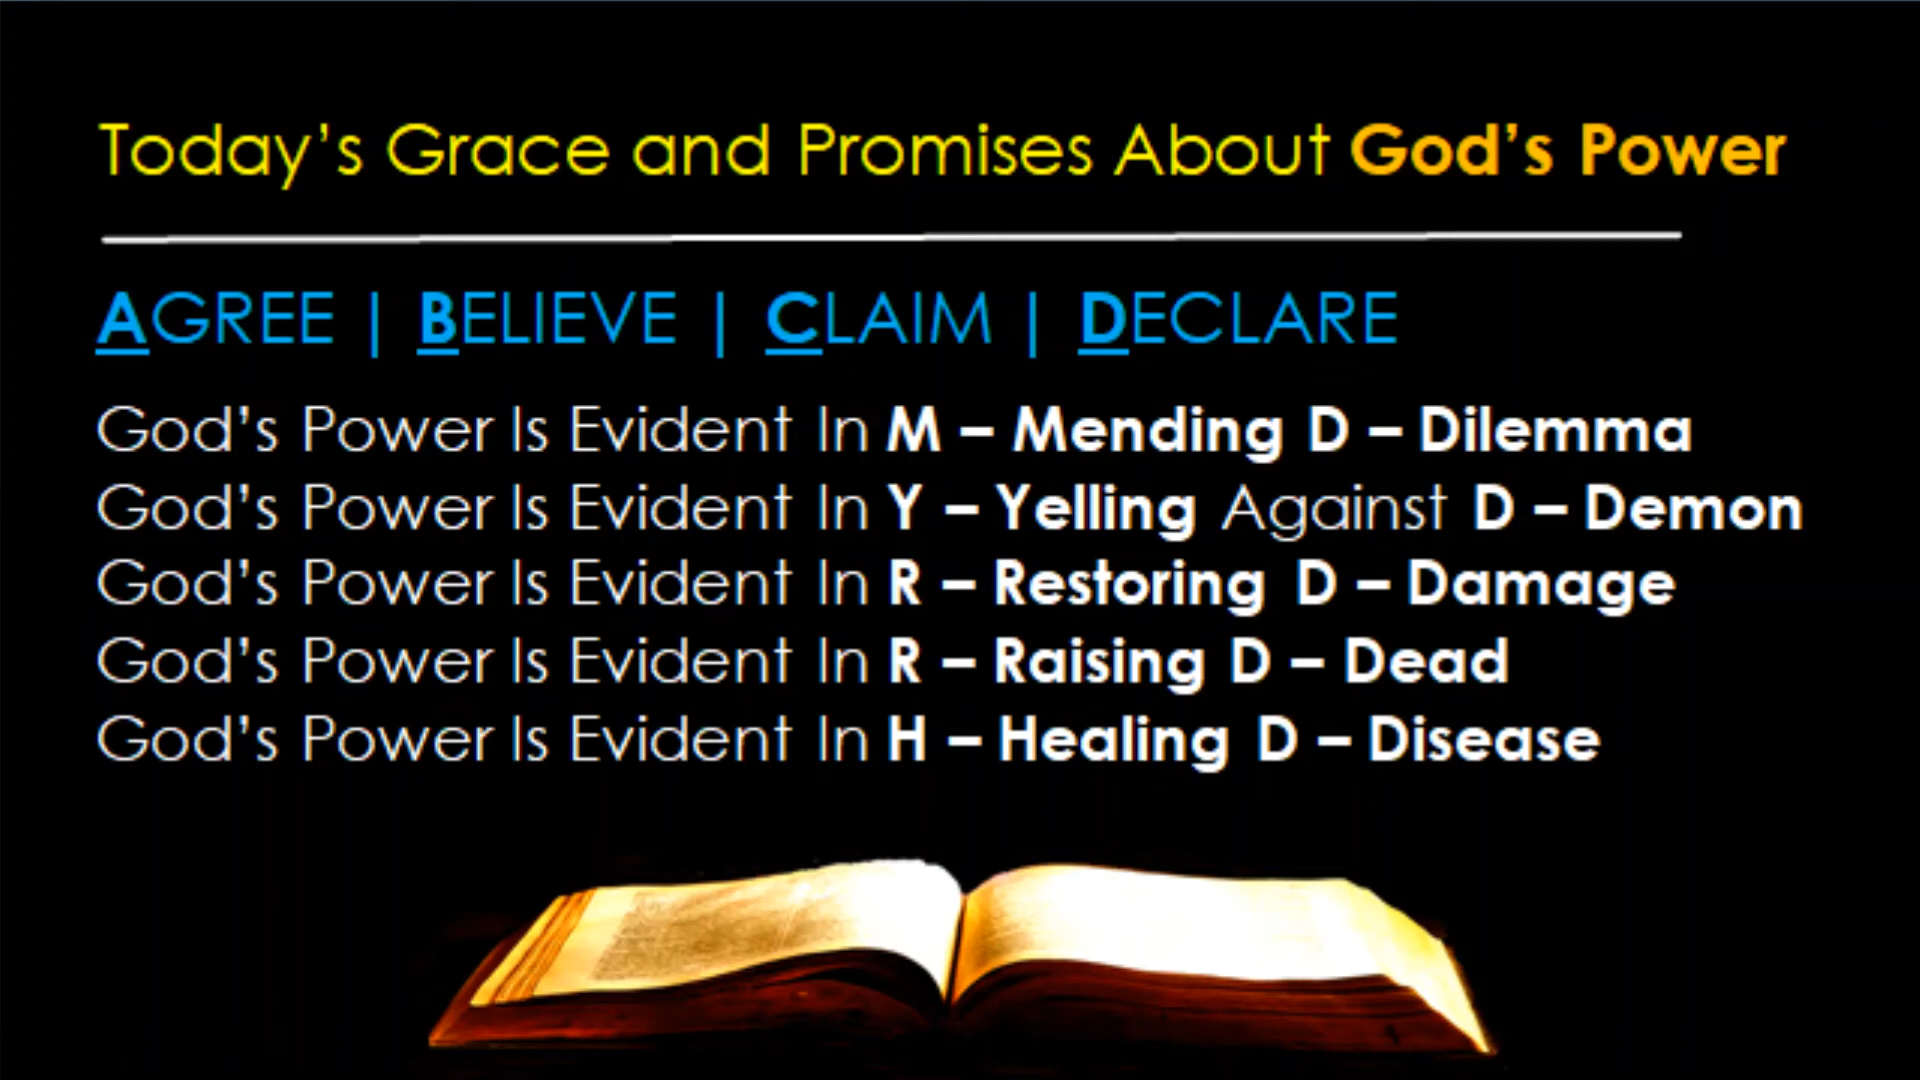 Today’s Grace and Promises About God’s Power
AGREE | BELIEVE | CLAIM | DECLARE
God’s Power Is Evident In M – Mending D – Dilemma
God’s Power Is Evident In Y – Yelling Against D – Demon
God’s Power Is Evident In R – Restoring D – Damage
God’s Power Is Evident In R – Raising D – Dead
God’s Power Is Evident In H – Healing D – Disease